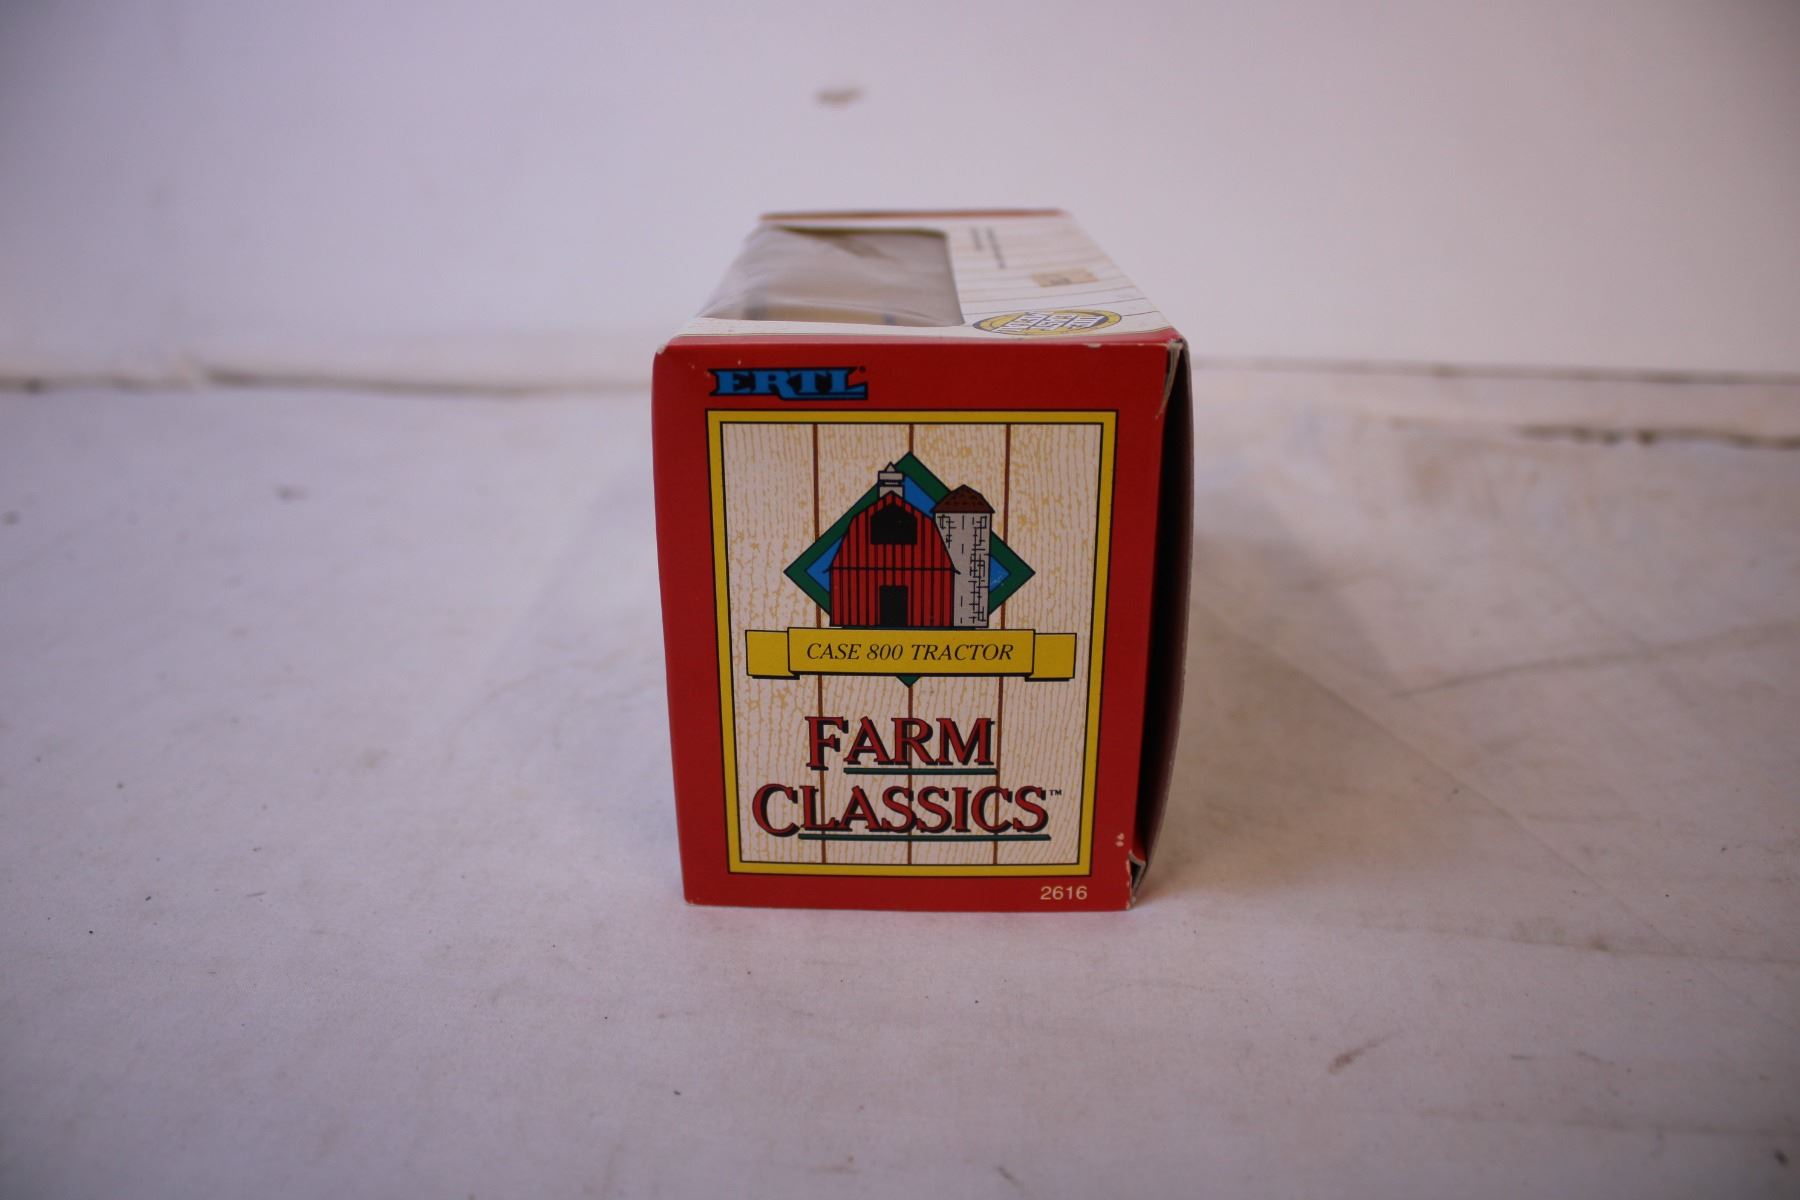 ERTL
CASE 800 TRACTOR
FARM
CLASSICS™
2616